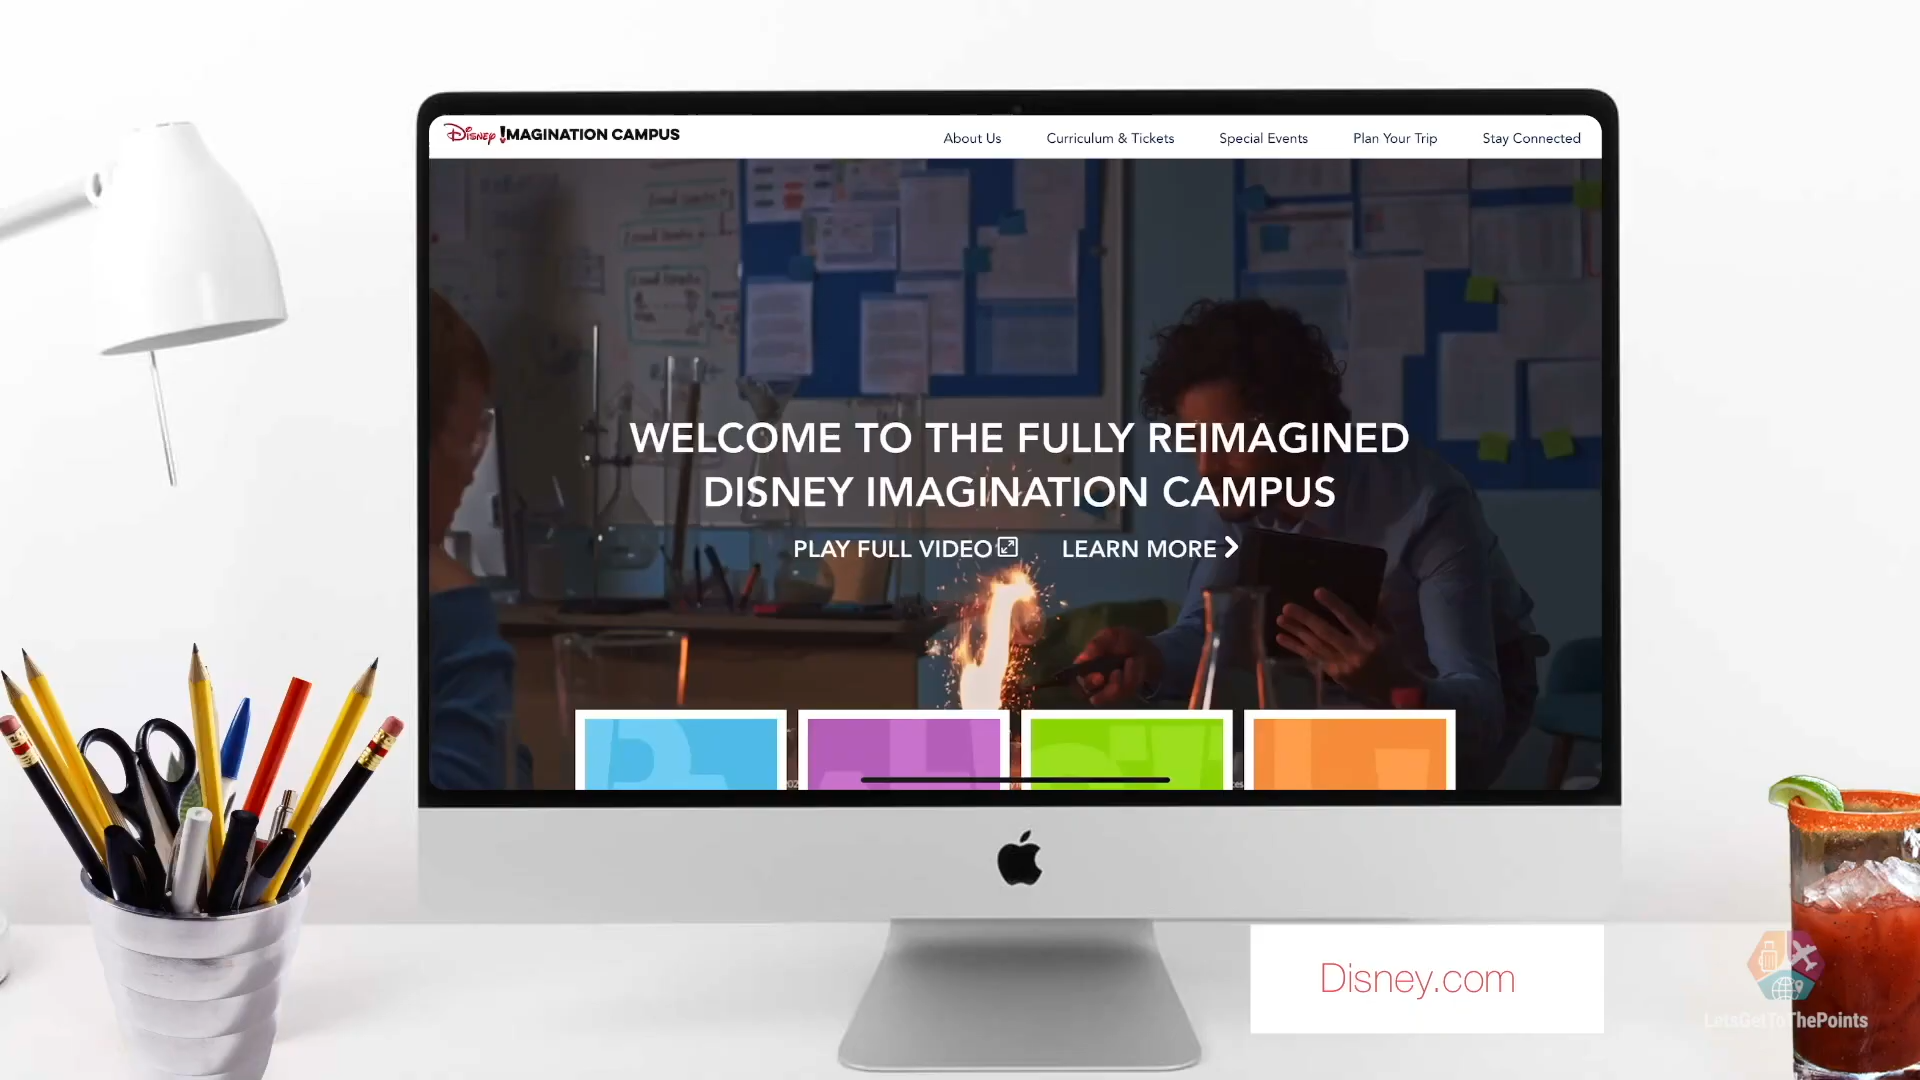 Disney !MAGINATION CAMPUS
About Us
Curriculum & Tickets
Special Events
Plan Your Trip
Stay Connected
WELCOME TO THE FULLY REIMAGINED
DISNEY IMAGINATION CAMPUS
PLAY FULL VIDEO
LEARN MORE
Disney.com
LetsGetToThePoints